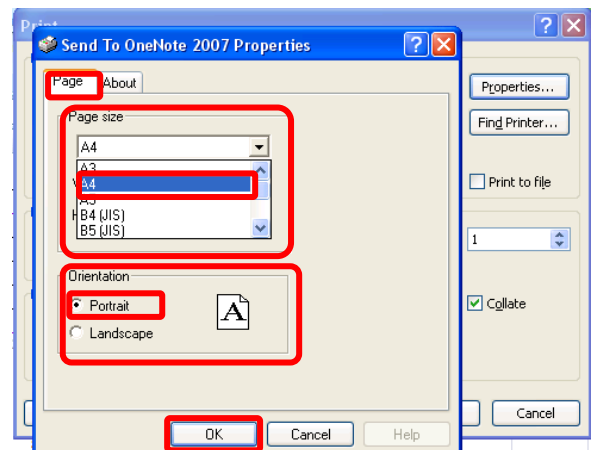 Print
Send To OneNote 2007 Properties
Page
About
Page size
A4
A3
A4
A5
B4 (JIS)
B5 (JIS)
Orientation
Portrait
A
Landscape
OK
Cancel
Help
Properties...
Find Printer...
Print to file
1
Collate
Cancel